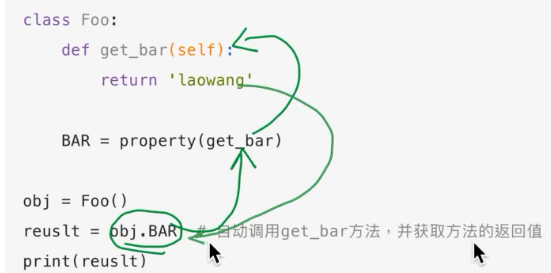 class Foo:
def get_bar(self):
return 'laowang'
BAR = property(get_bar)
obj = Foo()
reuslt = obj.BAR # 自动调用get_bar方法，并获取方法的返回值
print(reuslt)